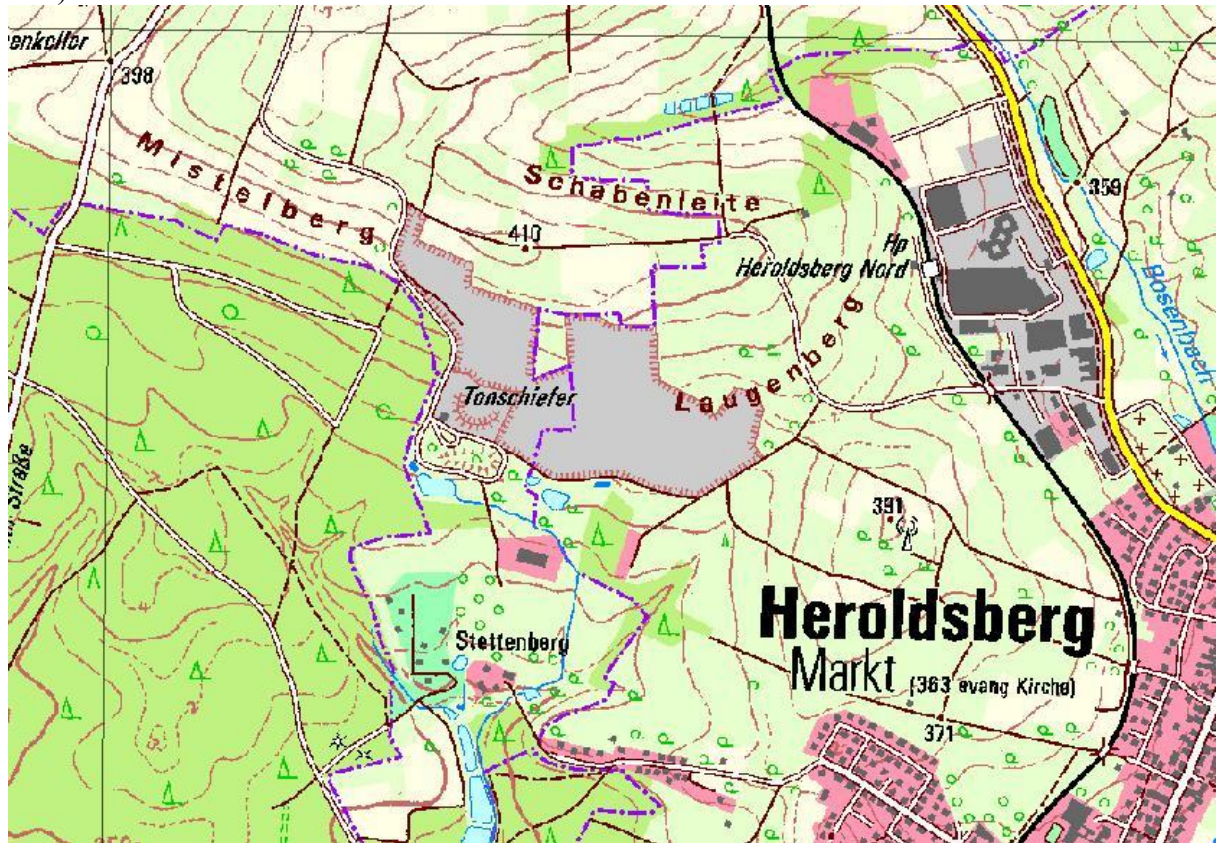 398
Mistelberg
Schabenleite
359
410
Hp
Heroldsberg Nord
Bosenbach
Tonschiefer
Laugenberg
Straße
391
Heroldsberg
Markt (363 evang Kirche)
Stettenberg
371